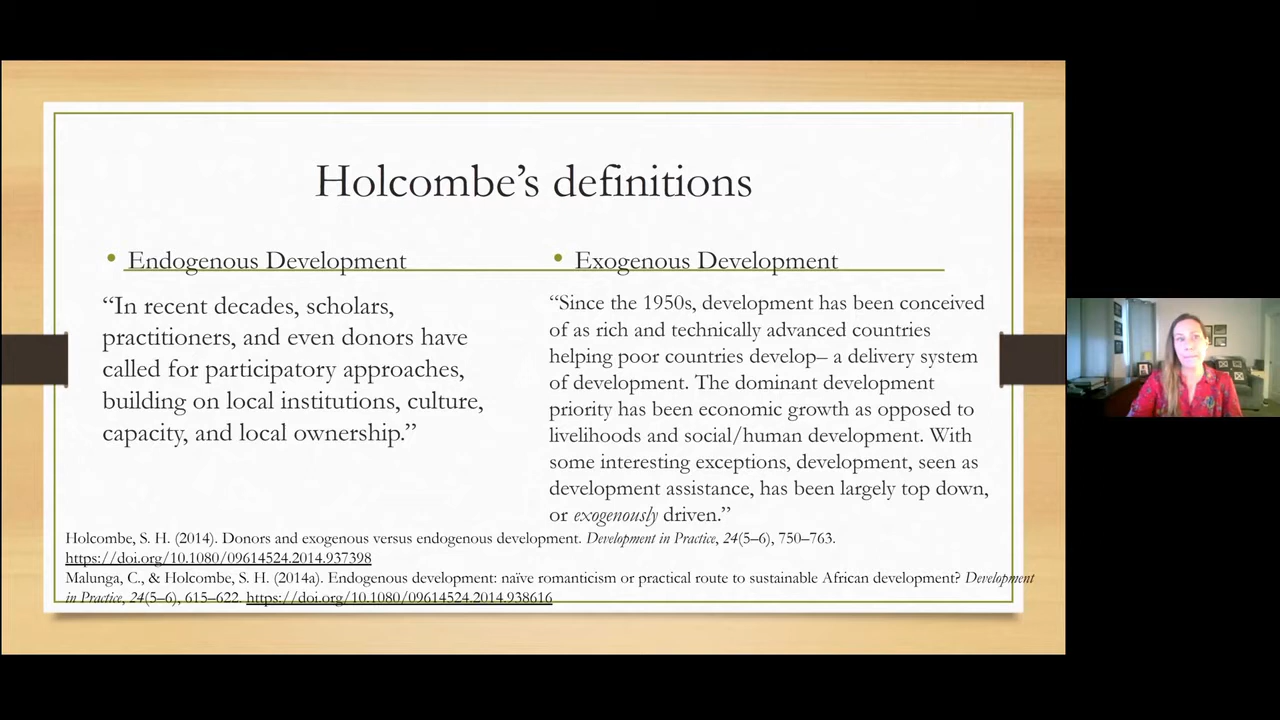 Holcombe’s definitions
• Endogenous Development
“In recent decades, scholars,
practitioners, and even donors have
called for participatory approaches,
building on local institutions, culture,
capacity, and local ownership.”
• Exogenous Development
“Since the 1950s, development has been conceived
of as rich and technically advanced countries
helping poor countries develop– a delivery system
of development. The dominant development
priority has been economic growth as opposed to
livelihoods and social/human development. With
some interesting exceptions, development, seen as
development assistance, has been largely top down,
or exogenously driven.”
Holcombe, S. H. (2014). Donors and exogenous versus endogenous development. Development in Practice, 24(5–6), 750–763.
https://doi.org/10.1080/09614524.2014.937398
Malunga, C., & Holcombe, S. H. (2014a). Endogenous development: naïve romanticism or practical route to sustainable African development? Development
in Practice, 24(5–6), 615–622. https://doi.org/10.1080/09614524.2014.938616